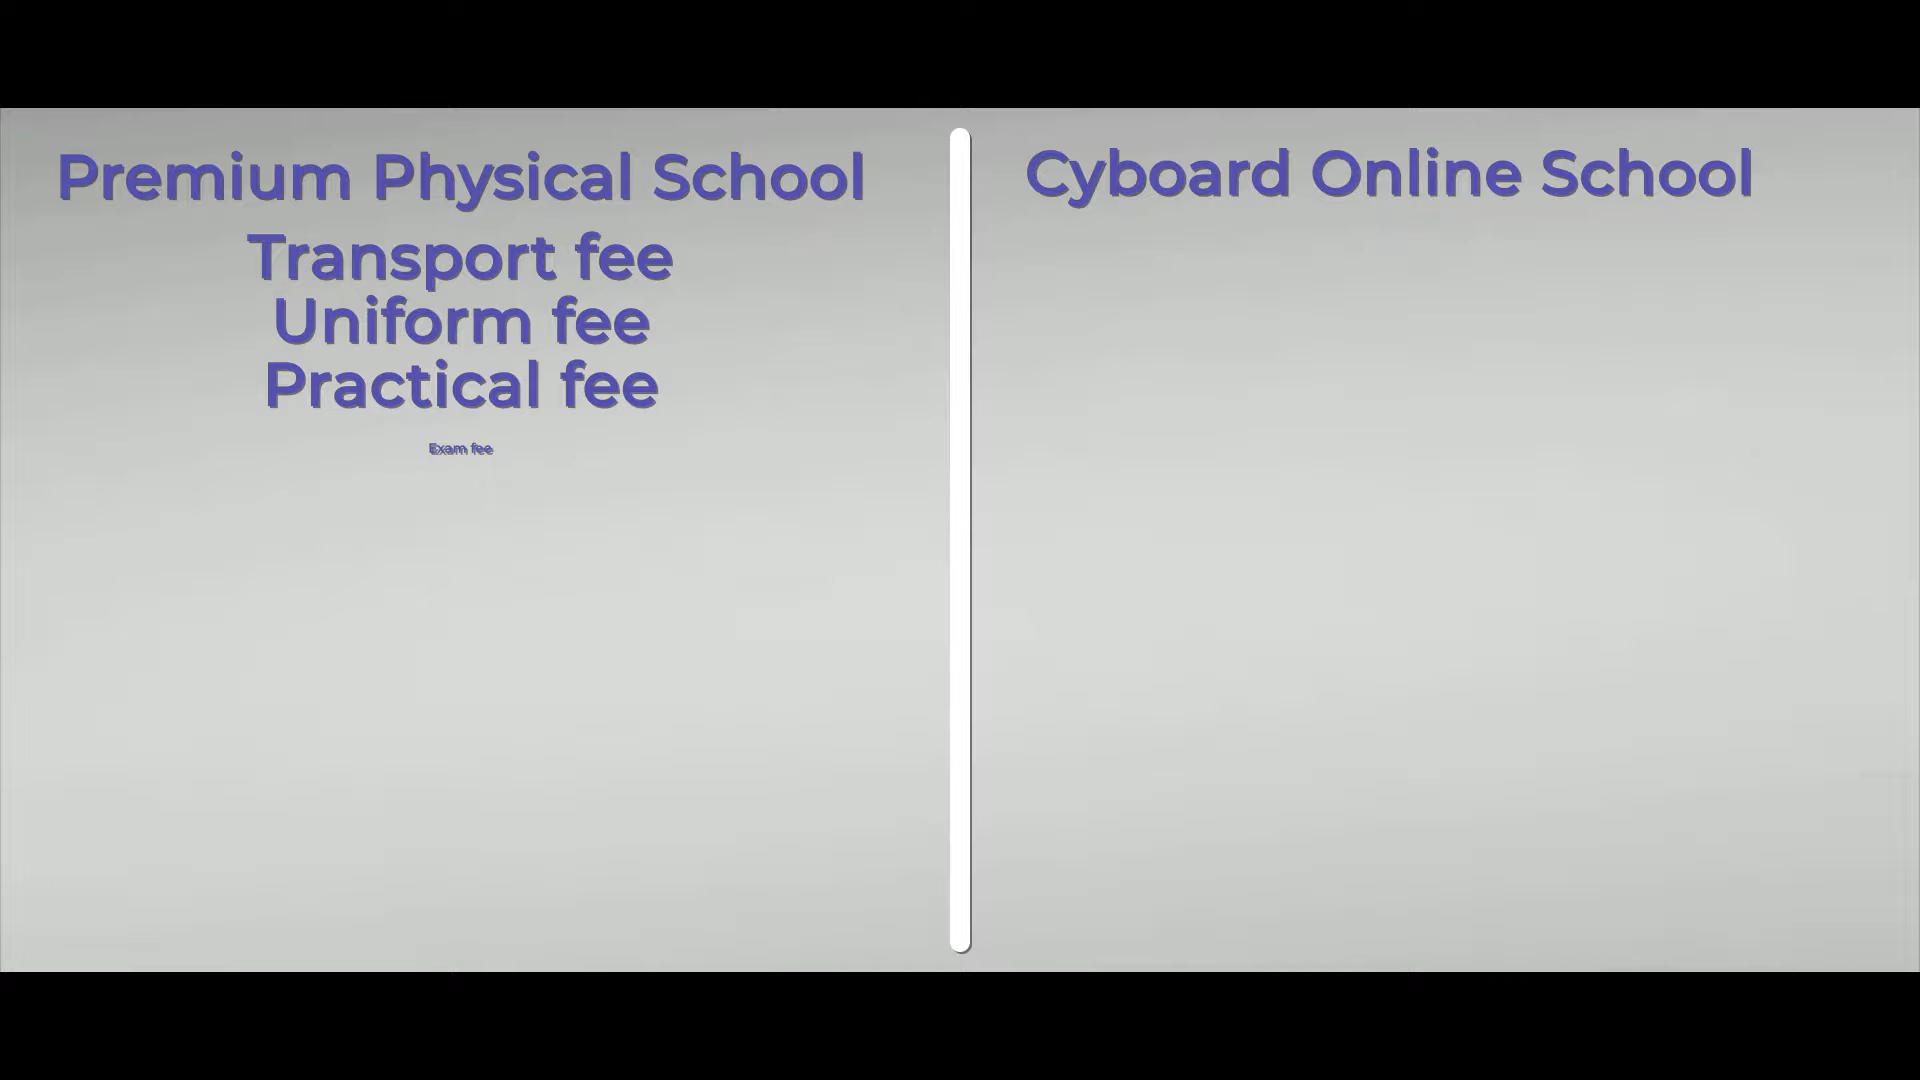 Premium Physical School
Transport fee
Uniform fee
Practical fee
Exam fee
Cyboard Online School